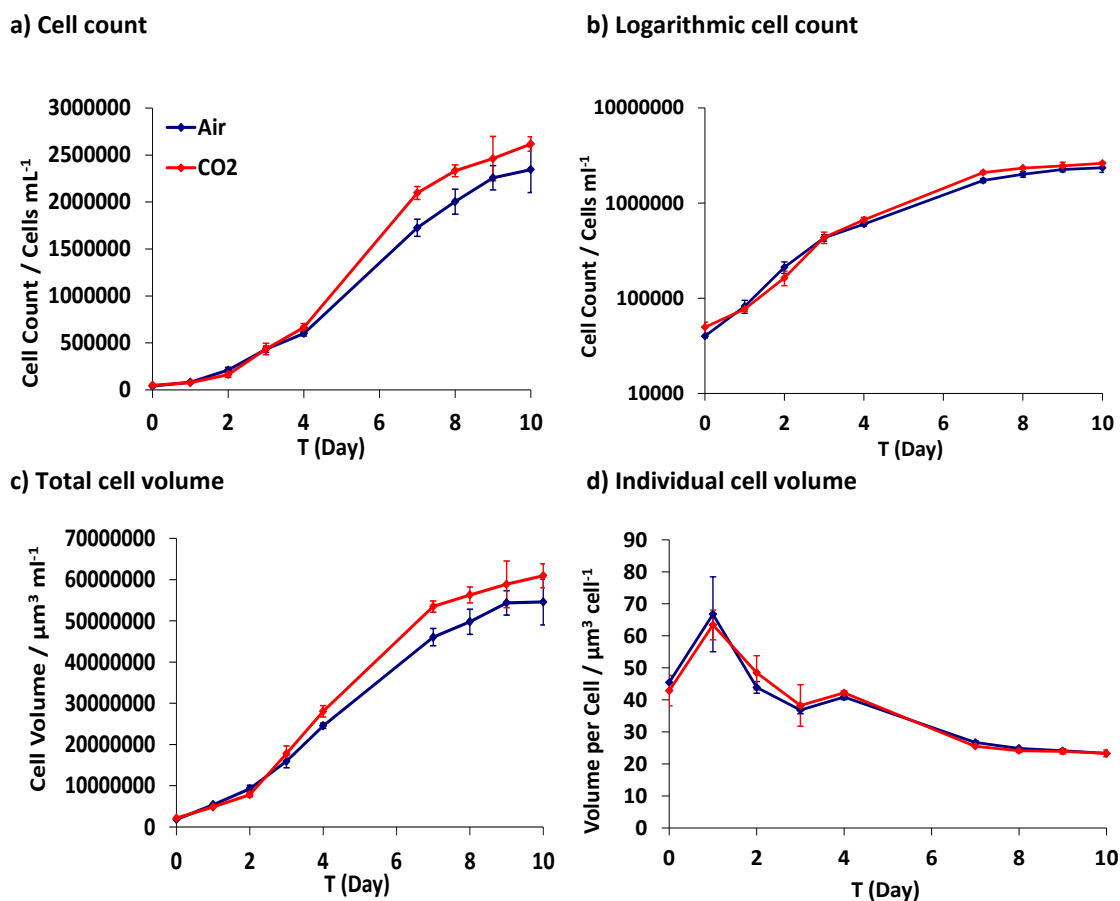 a) Cell count
3000000
2500000
2000000
1500000
1000000
500000
0
Cell Count / Cells mL⁻¹
Air
CO2
0 2 4 6 8 10
T (Day)
b) Logarithmic cell count
10000000
1000000
100000
10000
Cell Count / Cells ml⁻¹
0 2 4 6 8 10
T (Day)
c) Total cell volume
70000000
60000000
50000000
40000000
30000000
20000000
10000000
0
Cell Volume / µm³ ml⁻¹
0 2 4 6 8 10
T (Day)
d) Individual cell volume
90
80
70
60
50
40
30
20
10
0
Volume per Cell / µm³ cell⁻¹
0 2 4 6 8 10
T (Day)